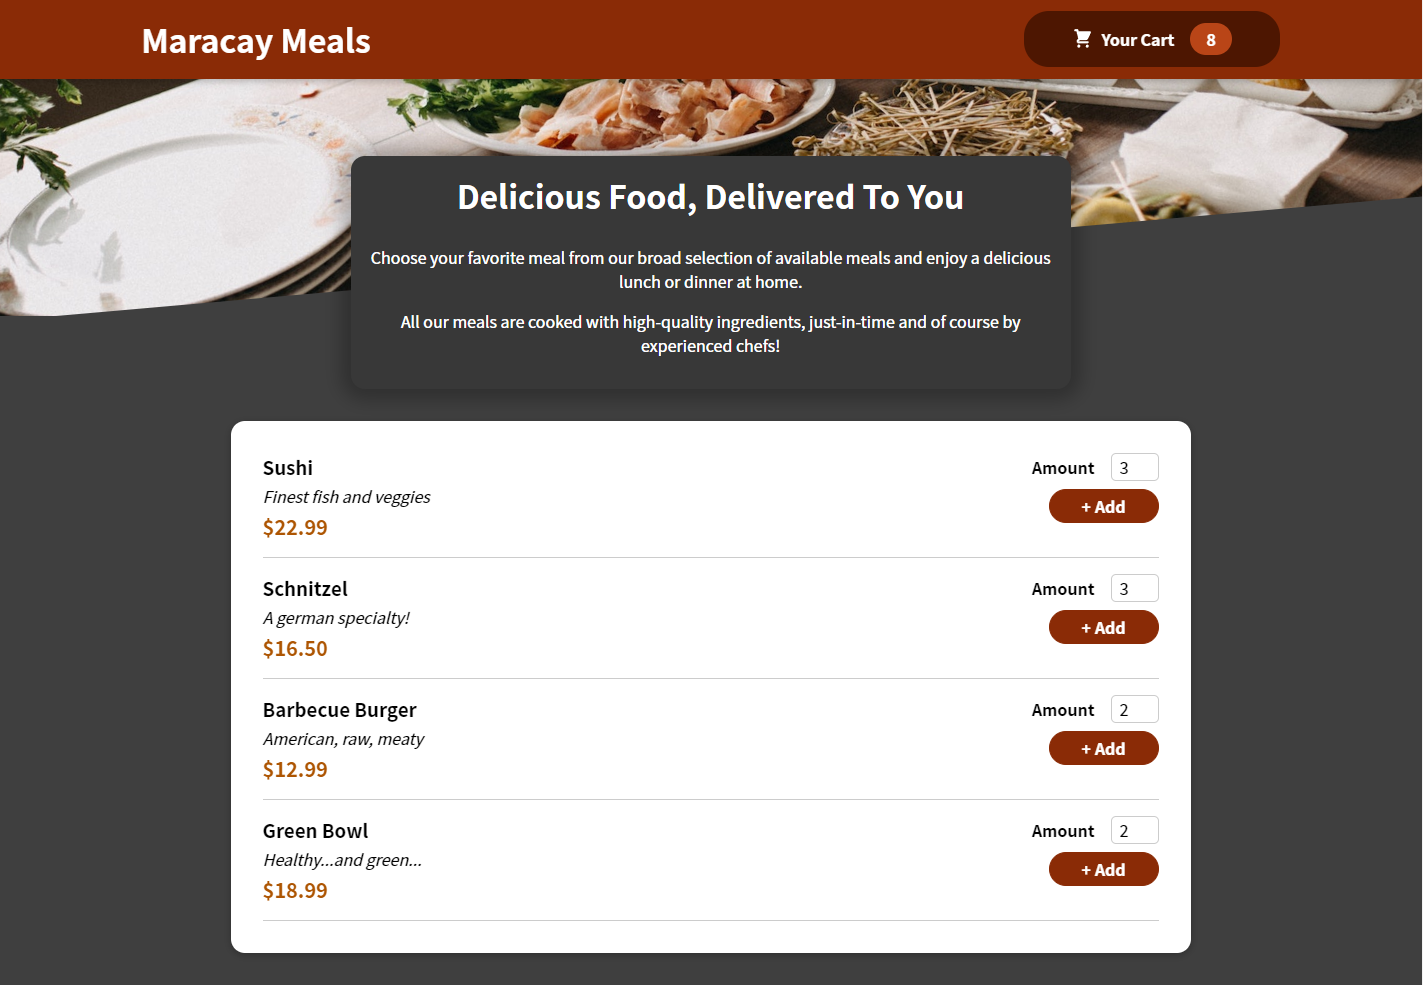 Maracay Meals
Your Cart 8
Delicious Food, Delivered To You
Choose your favorite meal from our broad selection of available meals and enjoy a delicious
lunch or dinner at home.
All our meals are cooked with high-quality ingredients, just-in-time and of course by
experienced chefs!
Sushi
Finest fish and veggies
$22.99
Amount 3
+ Add
Schnitzel
A german specialty!
$16.50
Amount 3
+ Add
Barbecue Burger
American, raw, meaty
$12.99
Amount 2
+ Add
Green Bowl
Healthy...and green...
$18.99
Amount 2
+ Add